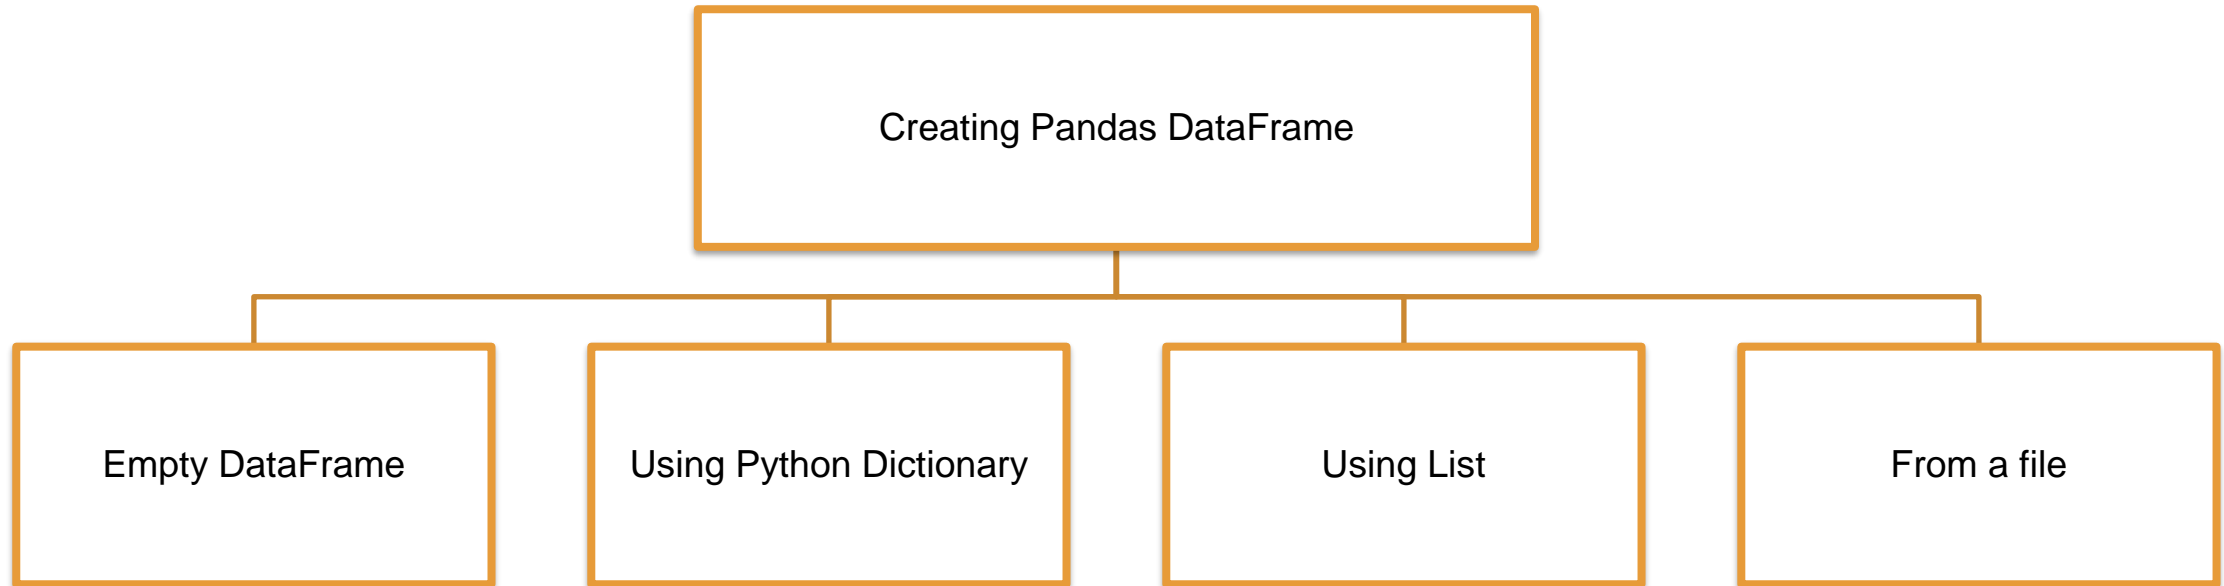 Creating Pandas DataFrame
Empty DataFrame
Using Python Dictionary
Using List
From a file